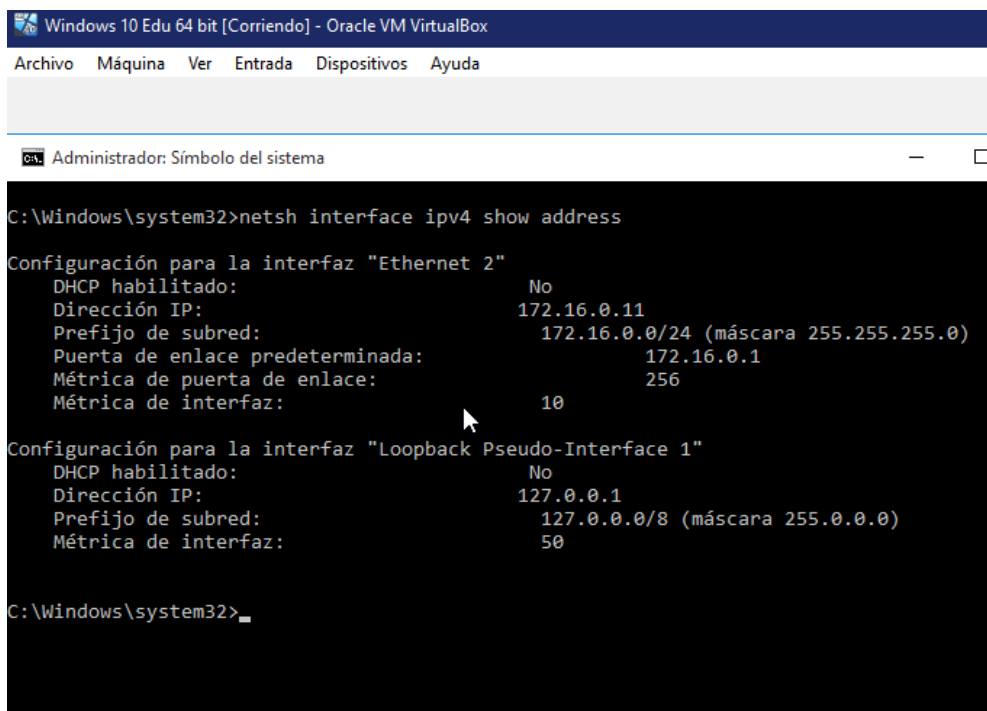 Windows 10 Edu 64 bit [Corriendo] - Oracle VM VirtualBox
Archivo Máquina Ver Entrada Dispositivos Ayuda
Administrador: Símbolo del sistema
C:\Windows\system32>netsh interface ipv4 show address
Configuración para la interfaz "Ethernet 2"
DHCP habilitado: No
Dirección IP: 172.16.0.11
Prefijo de subred: 172.16.0.0/24 (máscara 255.255.255.0)
Puerta de enlace predeterminada: 172.16.0.1
Métrica de puerta de enlace: 256
Métrica de interfaz: 10
Configuración para la interfaz "Loopback Pseudo-Interface 1"
DHCP habilitado: No
Dirección IP: 127.0.0.1
Prefijo de subred: 127.0.0.0/8 (máscara 255.0.0.0)
Métrica de interfaz: 50
C:\Windows\system32>_